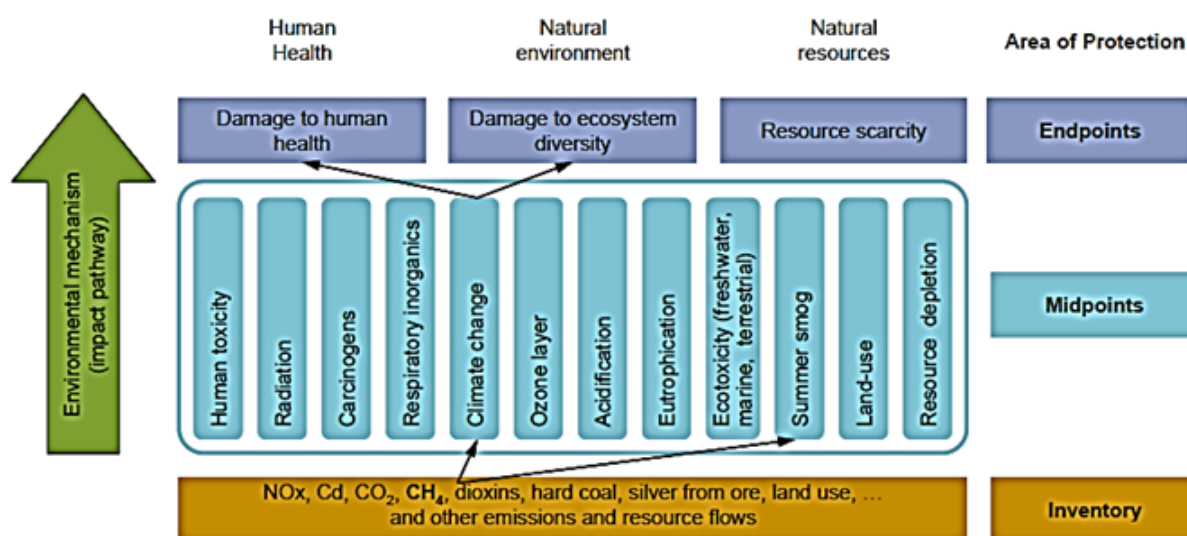 Human
Health
Natural
environment
Natural
resources
Area of Protection
Damage to human
health
Damage to ecosystem
diversity
Resource scarcity
Endpoints
Environmental mechanism
(impact pathway)
Human toxicity
Radiation
Carcinogens
Respiratory inorganics
Climate change
Ozone layer
Acidification
Eutrophication
Ecotoxicity (freshwater,
marine, terrestrial)
Summer smog
Land-use
Resource depletion
Midpoints
NOx, Cd, CO₂, CH₄, dioxins, hard coal, silver from ore, land use, ...
and other emissions and resource flows
Inventory